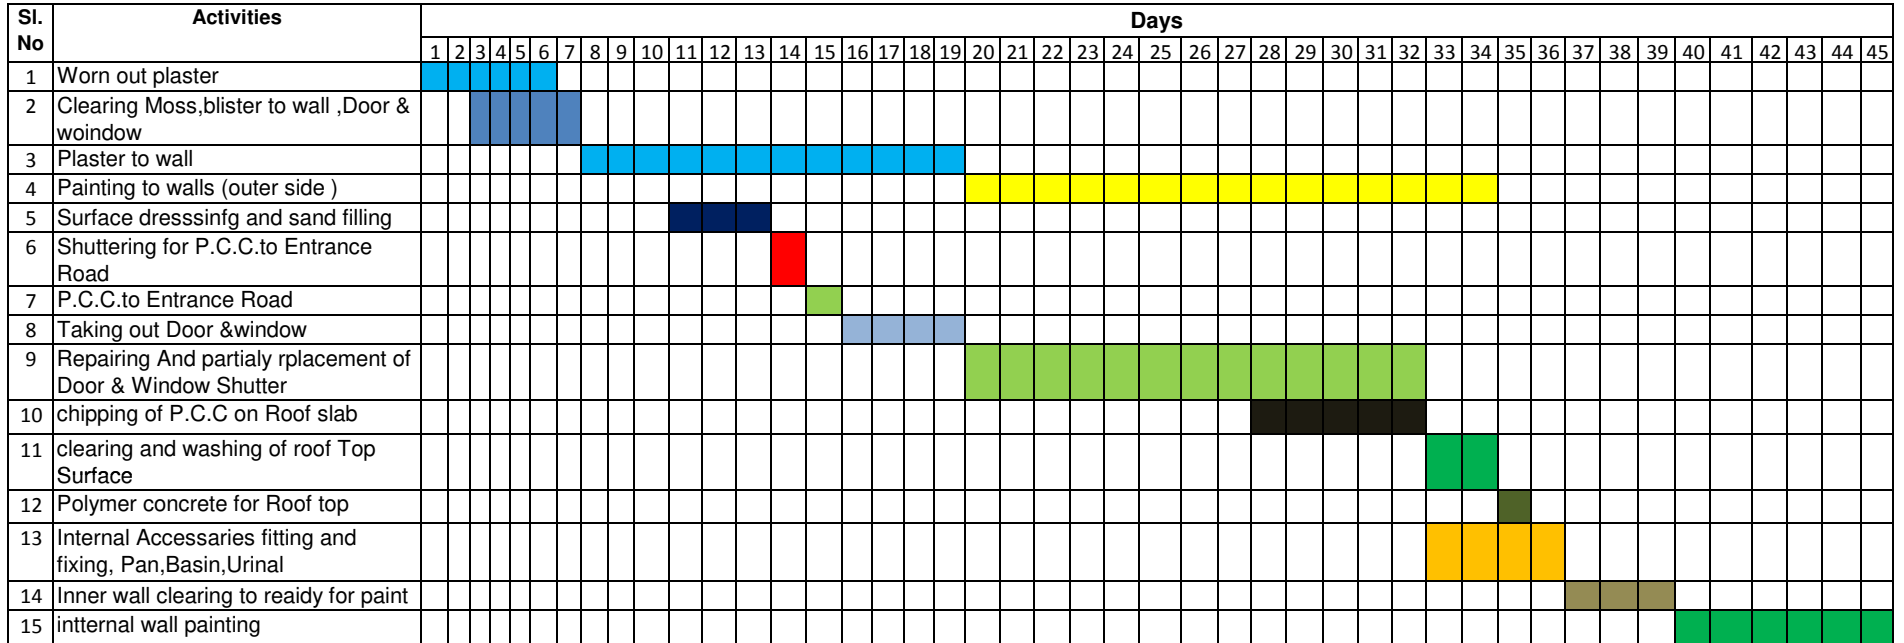 Sl. No Activities Days
1 2 3 4 5 6 7 8 9 10 11 12 13 14 15 16 17 18 19 20 21 22 23 24 25 26 27 28 29 30 31 32 33 34 35 36 37 38 39 40 41 42 43 44 45
1 Worn out plaster
2 Clearing Moss,blister to wall ,Door &
woindow
3 Plaster to wall
4 Painting to walls (outer side )
5 Surface dresssinfg and sand filling
6 Shuttering for P.C.C.to Entrance
Road
7 P.C.C.to Entrance Road
8 Taking out Door &window
9 Repairing And partialy rplacement of
Door & Window Shutter
10 chipping of P.C.C on Roof slab
11 clearing and washing of roof Top
Surface
12 Polymer concrete for Roof top
13 Internal Accessaries fitting and
fixing, Pan,Basin,Urinal
14 Inner wall clearing to reaidy for paint
15 intternal wall painting